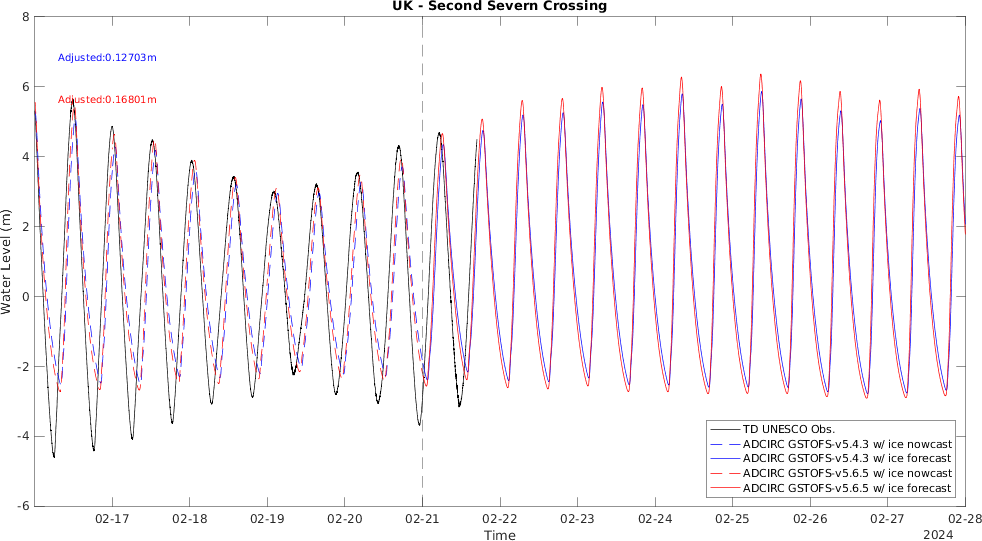 UK - Second Severn Crossing
8
6
4
2
0
-2
-4
-6
Water Level (m)
Adjusted:0.12703m
Adjusted:0.16801m
TD UNESCO Obs.
ADCIRC GSTOFS-v5.4.3 w/ ice nowcast
ADCIRC GSTOFS-v5.4.3 w/ ice forecast
ADCIRC GSTOFS-v5.6.5 w/ ice nowcast
ADCIRC GSTOFS-v5.6.5 w/ ice forecast
02-17 02-18 02-19 02-20 02-21 02-22 02-23 02-24 02-25 02-26 02-27 02-28
Time
2024